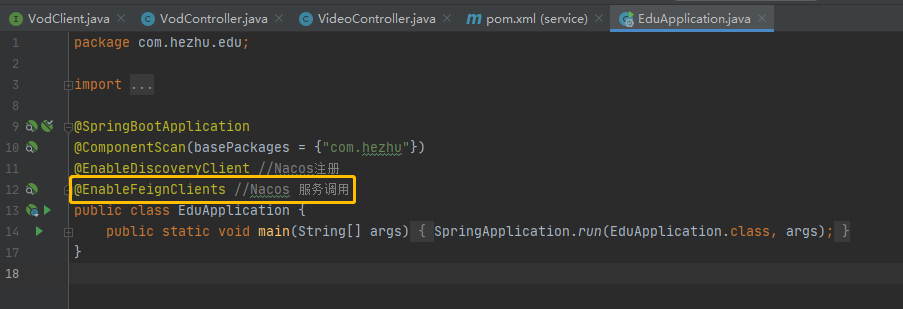 VodClient.java
VodController.java
VideoController.java
pom.xml (service)
EduApplication.java
1 package com.hezhu.edu;
2
3 import ...
8
9 @SpringBootApplication
10 @ComponentScan(basePackages = {"com.hezhu"})
11 @EnableDiscoveryClient //Nacos注册
12 @EnableFeignClients //Nacos 服务调用
13 public class EduApplication {
14 public static void main(String[] args) { SpringApplication.run(EduApplication.class, args); }
17 }
18